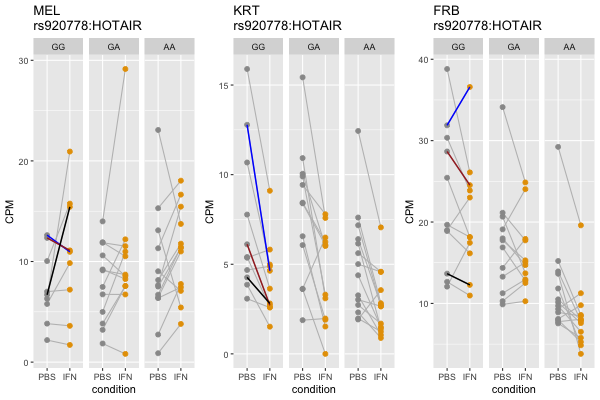 MEL
rs920778:HOTAIR
GG GA AA
CPM
30
20
10
0
PBS IFN PBS IFN PBS IFN
condition
KRT
rs920778:HOTAIR
GG GA AA
CPM
15
10
5
0
PBS IFN PBS IFN PBS IFN
condition
FRB
rs920778:HOTAIR
GG GA AA
CPM
40
30
20
10
PBS IFN PBS IFN PBS IFN
condition